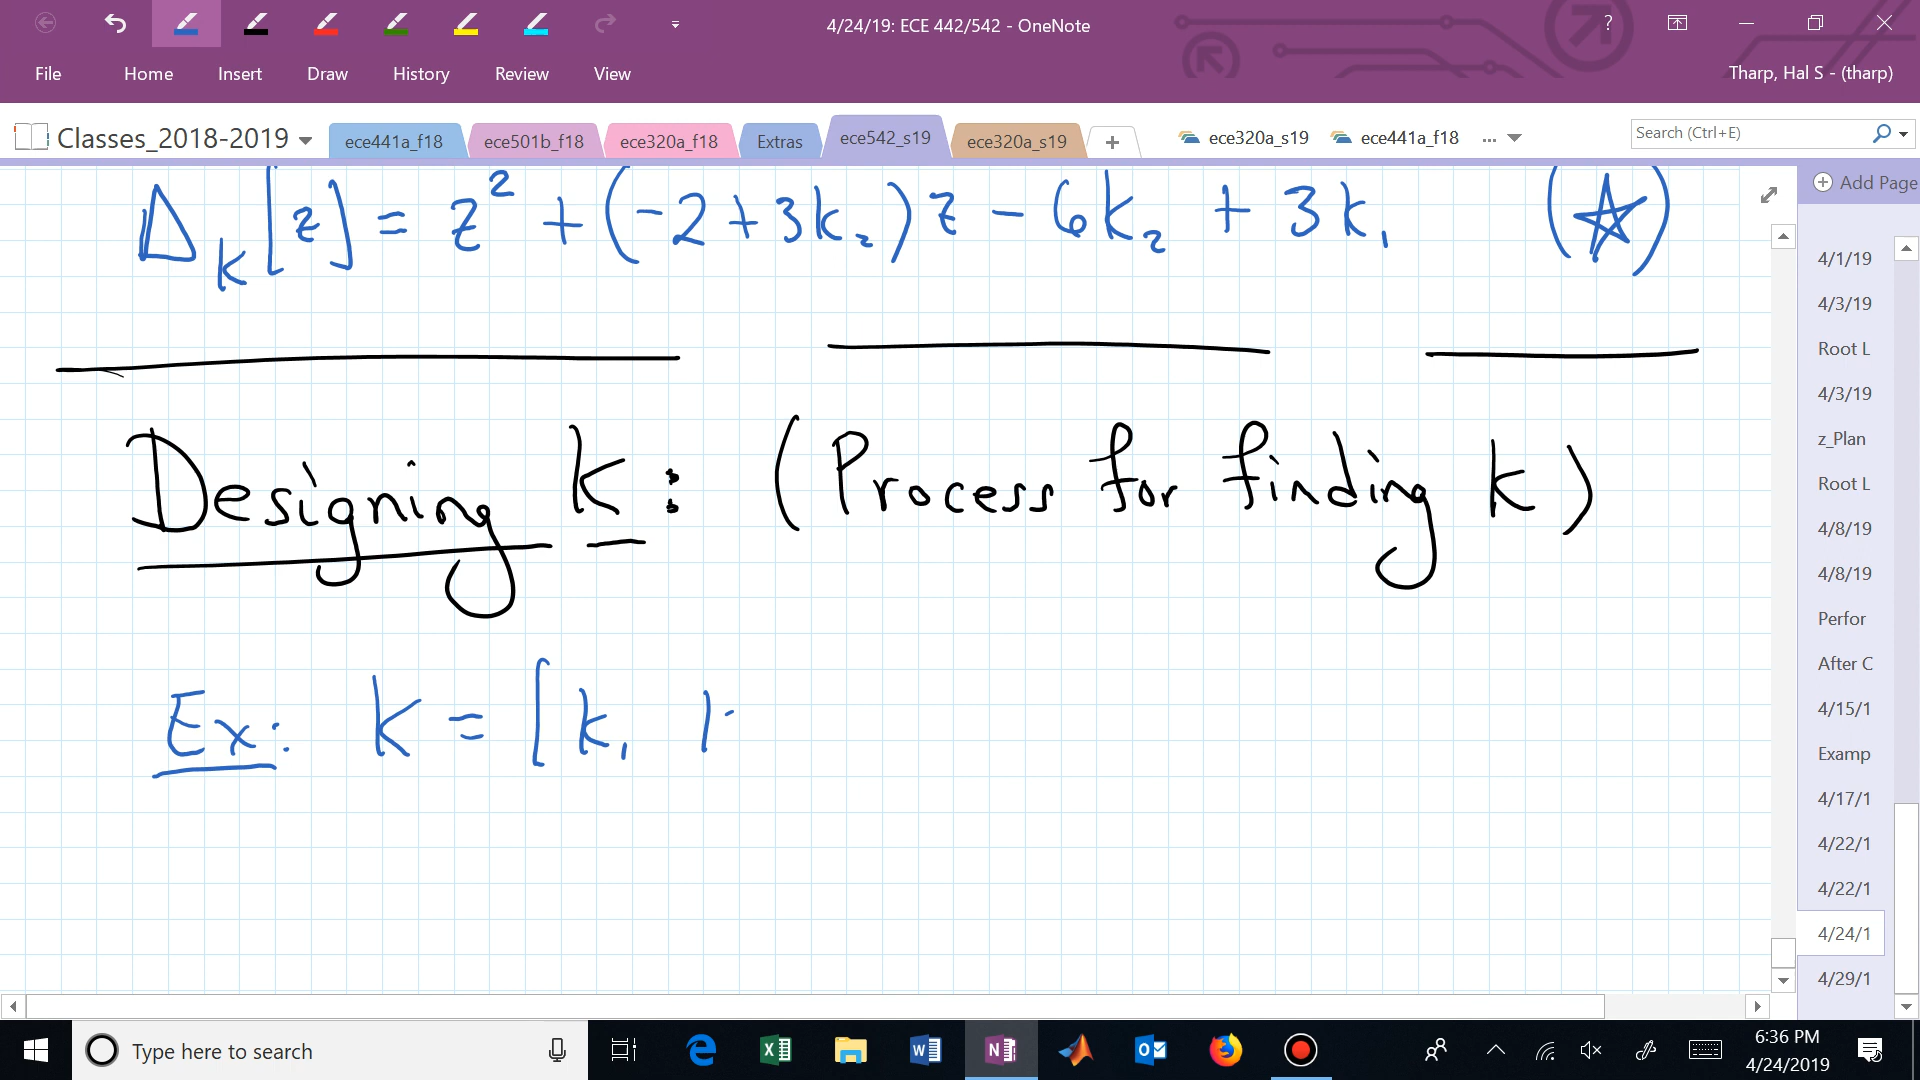 4/24/19: ECE 442/542 - OneNote
?
File Home Insert Draw History Review View
Tharp, Hal S - (tharp)
Classes_2018-2019
ece441a_f18 ece501b_f18 ece320a_f18 Extras ece542_s19 ece320a_s19 +
ece320a_s19 ece441a_f18 ...
Search (Ctrl+E)
Add Page
Δ_K[z] = z² + (-2+3k₂)z - 6k₂ + 3k₁ (☆)
Designing K: (Process for finding K)
Ex: K = [k₁
4/1/19
4/3/19
Root L
4/3/19
z_Plan
Root L
4/8/19
4/8/19
Perfor
After C
4/15/1
Examp
4/17/1
4/22/1
4/22/1
4/24/1
4/29/1
Type here to search
6:36 PM
4/24/2019